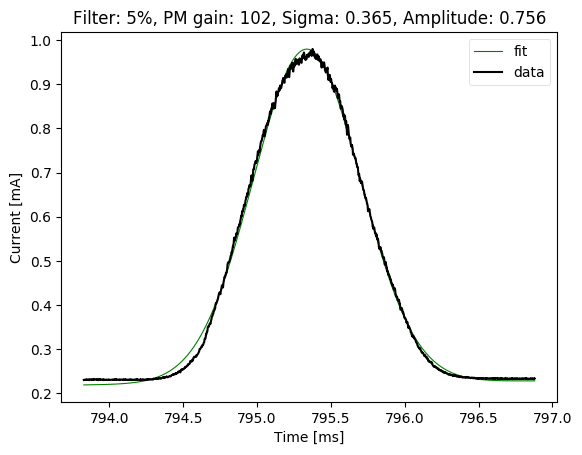 Filter: 5%, PM gain: 102, Sigma: 0.365, Amplitude: 0.756
fit
data
1.0
0.9
0.8
0.7
0.6
0.5
0.4
0.3
0.2
Current [mA]
794.0 794.5 795.0 795.5 796.0 796.5 797.0
Time [ms]